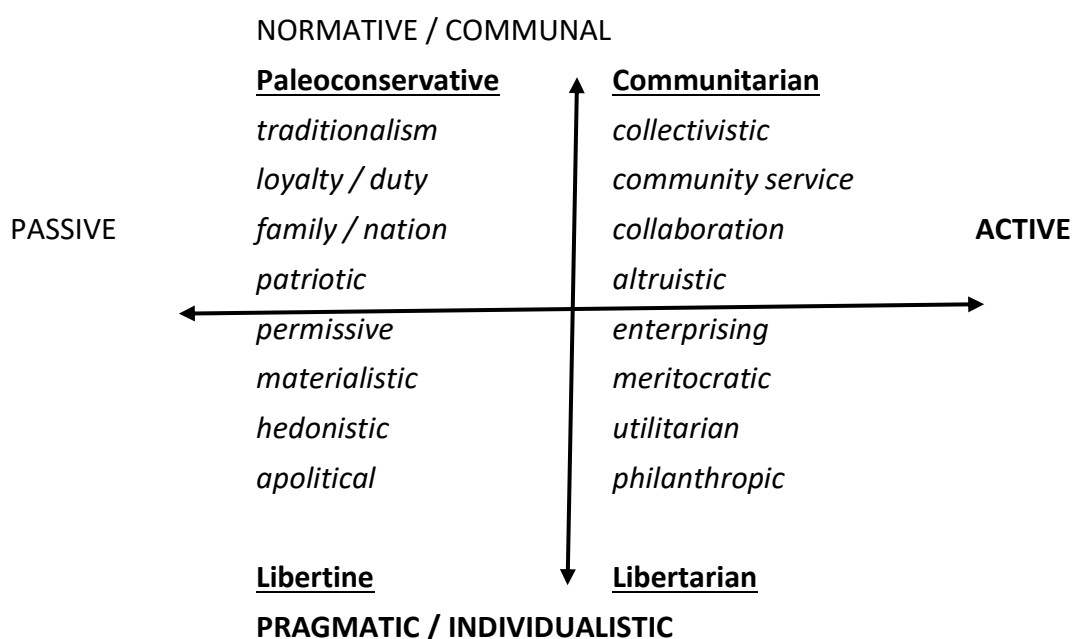 NORMATIVE / COMMUNAL
Paleoconservative Communitarian
traditionalism collectivistic
loyalty / duty community service
PASSIVE family / nation collaboration ACTIVE
patriotic altruistic
permissive enterprising
materialistic meritocratic
hedonistic utilitarian
apolitical philanthropic
Libertine Libertarian
PRAGMATIC / INDIVIDUALISTIC